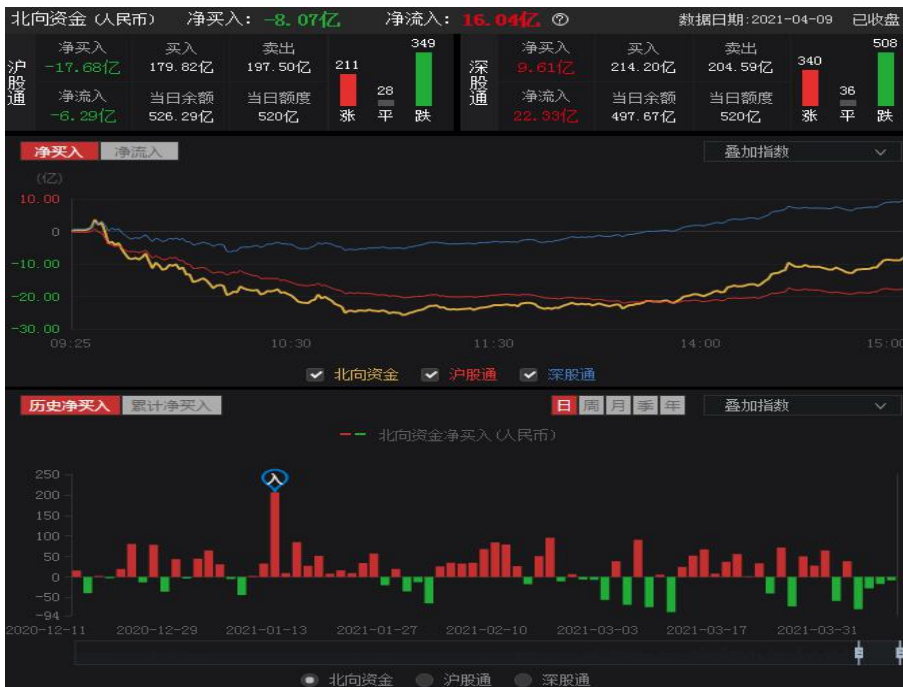 北向资金(人民币) 净买入: -8.07亿 净流入: 16.04亿 ? 数据日期:2021-04-09 已收盘
沪股通
净买入 买入 卖出
-17.68亿 179.82亿 197.50亿
净流入 当日余额 当日额度
-6.29亿 526.29亿 520亿
211 28 349
涨 平 跌
深股通
净买入 买入 卖出
9.61亿 214.20亿 204.59亿
净流入 当日余额 当日额度
22.33亿 497.67亿 520亿
340 36 508
涨 平 跌
净买入 净流入 叠加指数
(亿)
10.00
0
-10.00
-20.00
-30.00
09:25 10:30 11:30 14:00 15:00
北向资金 沪股通 深股通
历史净买入 累计净买入 日 周 月 季 年 叠加指数
北向资金净买入(人民币)
入
250
200
150
100
50
0
-50
-94
2020-12-11 2020-12-29 2021-01-13 2021-01-27 2021-02-10 2021-03-03 2021-03-17 2021-03-31
北向资金 沪股通 深股通